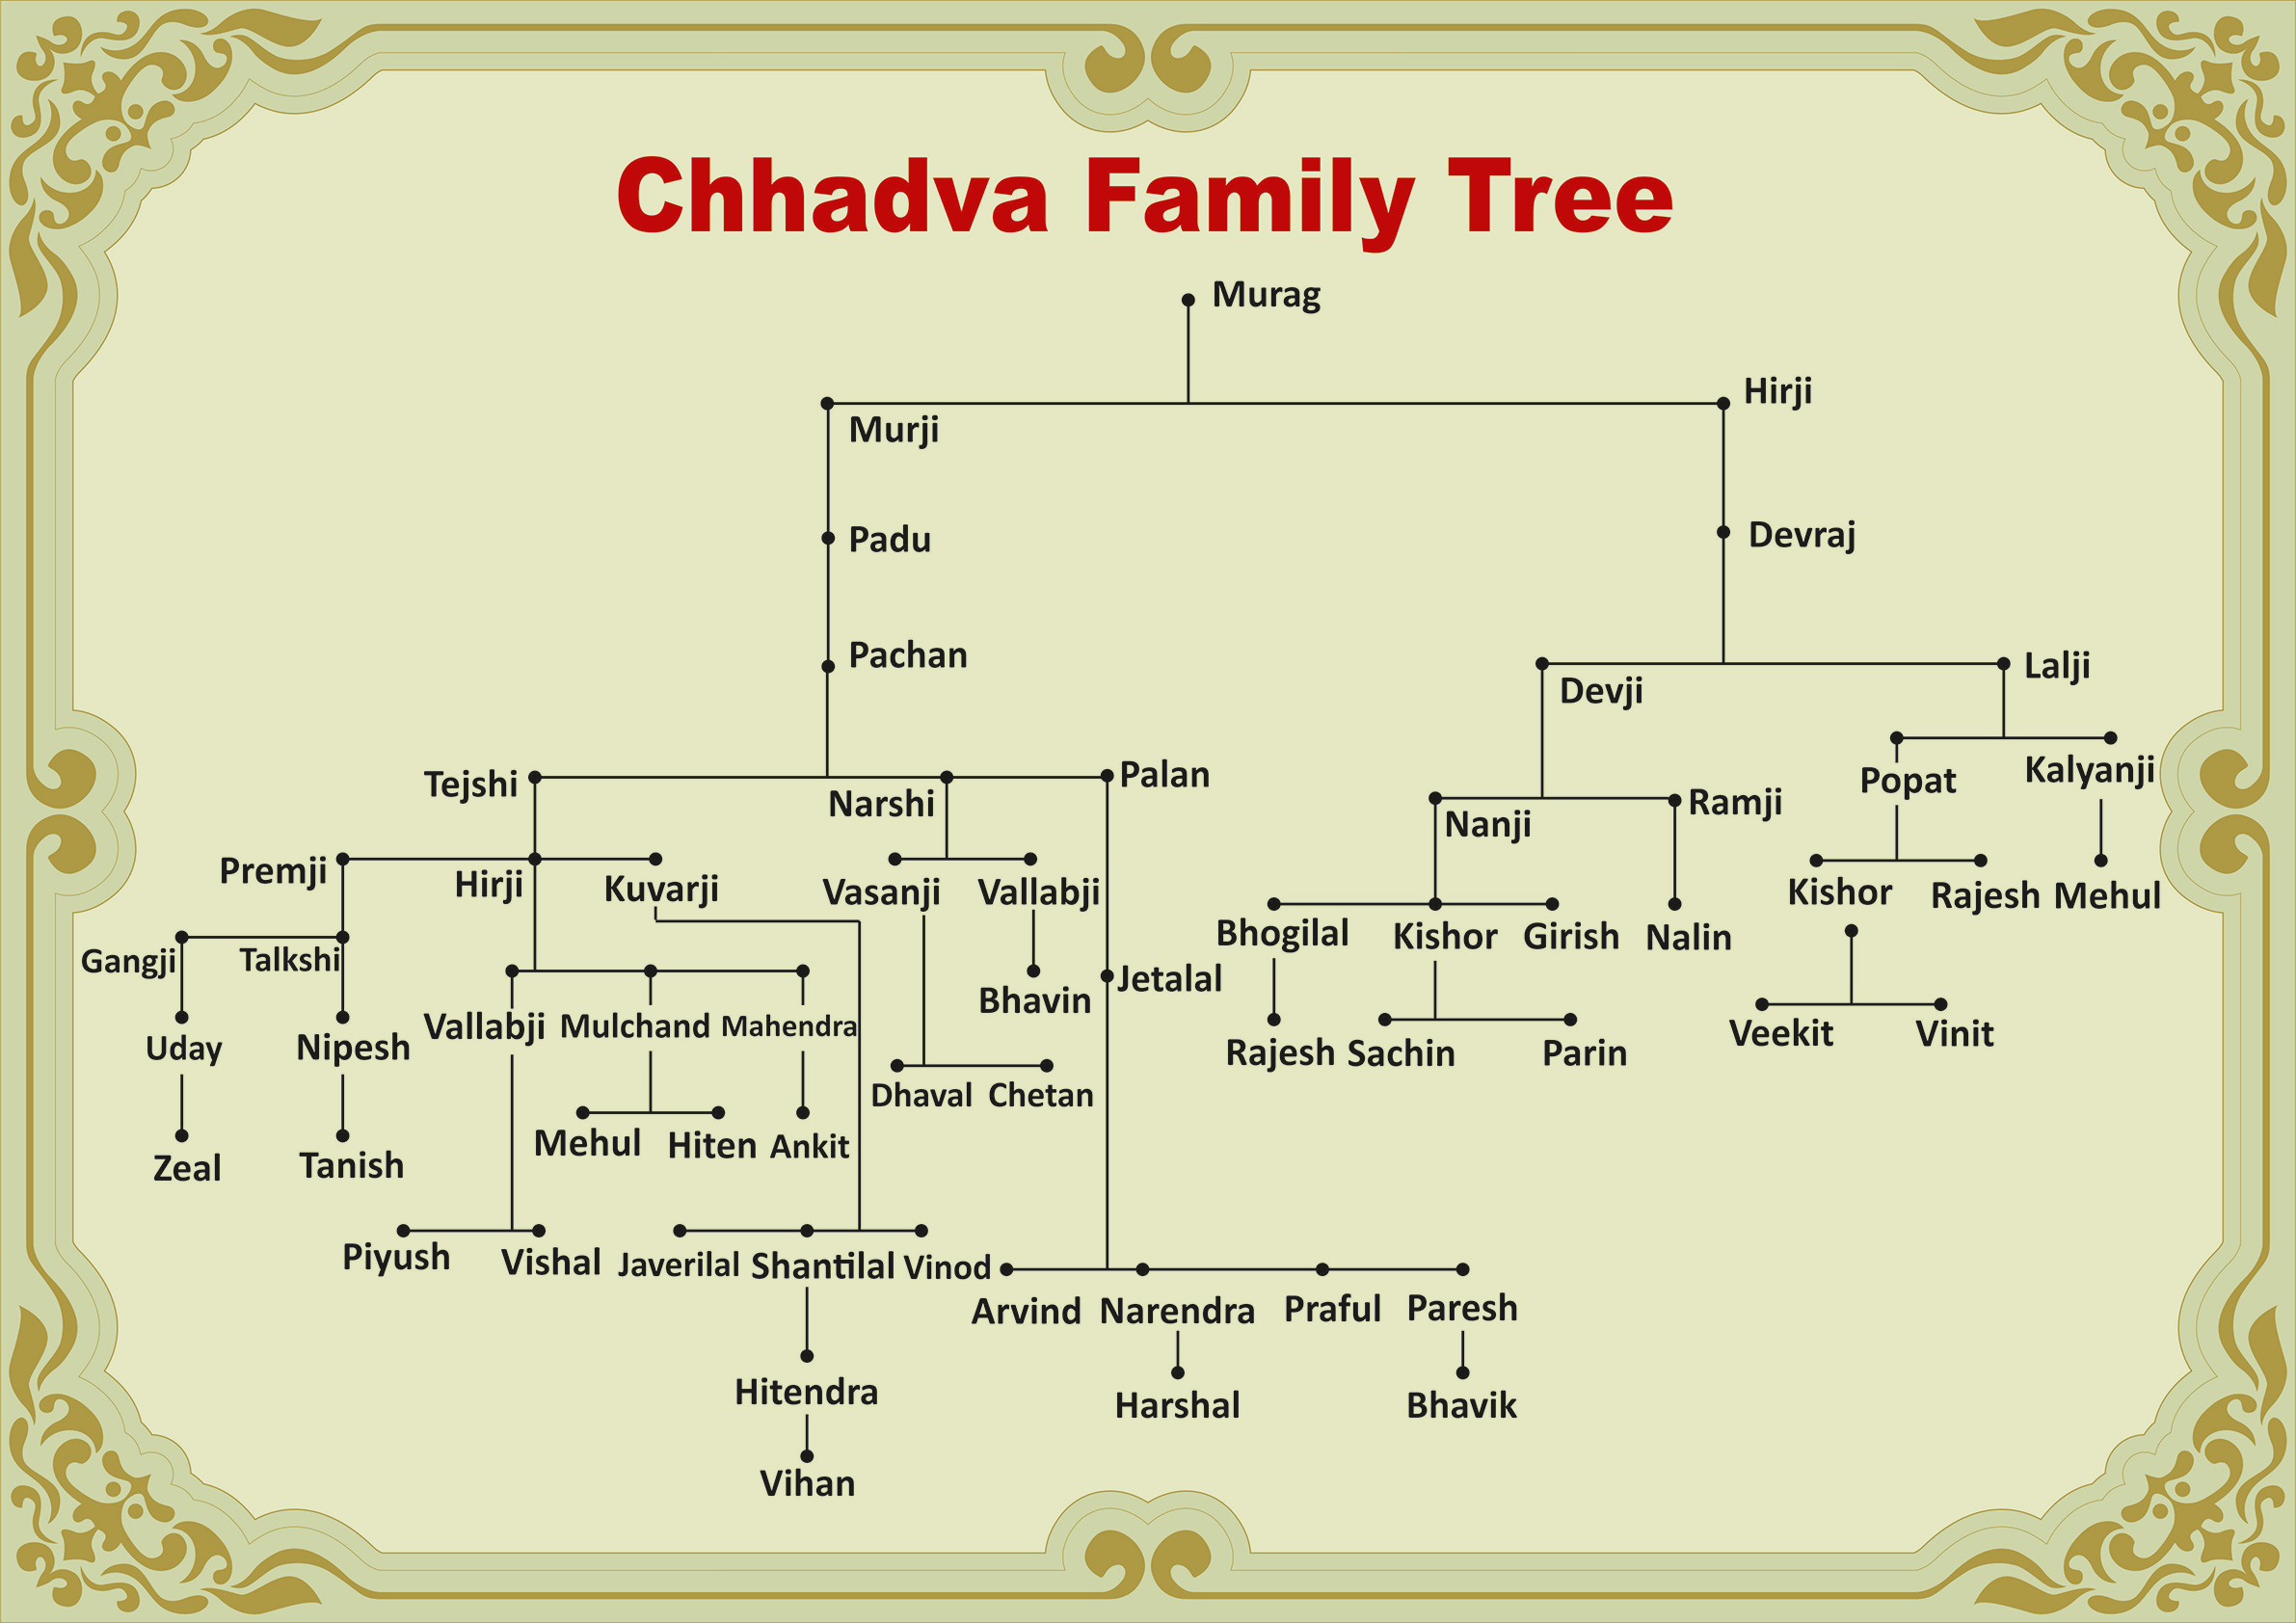 Chhadva Family Tree
Murag
Hirji
Murji
Padu
Devraj
Pachan
Lalji
Devji
Tejshi
Narshi
Palan
Popat
Kalyanji
Nanji
Ramji
Premji
Hirji
Kuvarji
Vasanji
Vallabji
Kishor
Rajesh
Mehul
Bhogilal
Kishor
Girish
Nalin
Gangji
Talkshi
Jetalal
Bhavin
Uday
Nipesh
Vallabji
Mulchand
Mahendra
Rajesh
Sachin
Parin
Veekit
Vinit
Dhaval
Chetan
Mehul
Hiten
Ankit
Zeal
Tanish
Piyush
Vishal
Javerilal
Shantilal
Vinod
Arvind
Narendra
Praful
Paresh
Hitendra
Harshal
Bhavik
Vihan